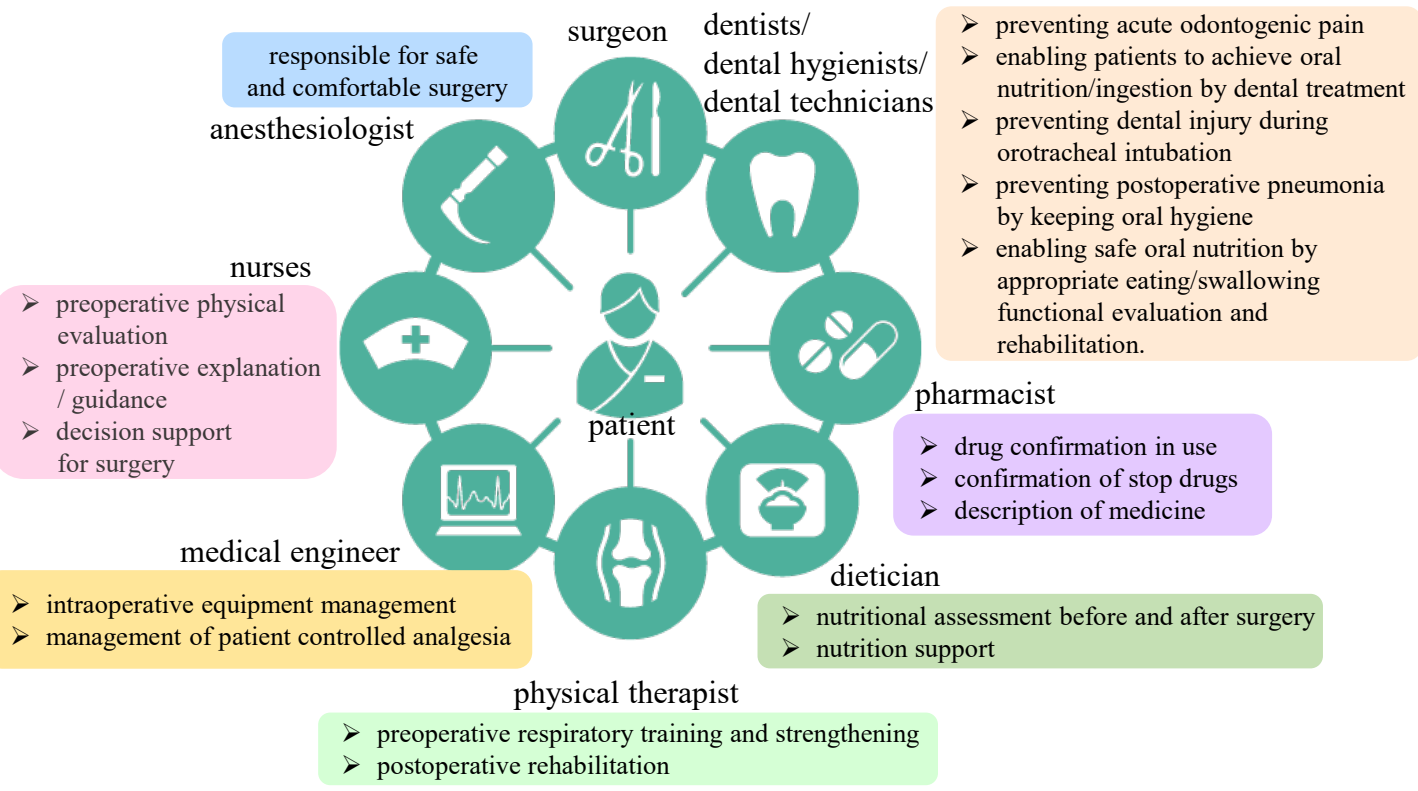 surgeon
dentists/
dental hygienists/
dental technicians
➢ preventing acute odontogenic pain
➢ enabling patients to achieve oral
nutrition/ingestion by dental treatment
➢ preventing dental injury during
orotracheal intubation
➢ preventing postoperative pneumonia
by keeping oral hygiene
➢ enabling safe oral nutrition by
appropriate eating/swallowing
functional evaluation and
rehabilitation.
responsible for safe
and comfortable surgery
anesthesiologist
nurses
➢ preoperative physical
evaluation
➢ preoperative explanation
/ guidance
➢ decision support
for surgery
patient
pharmacist
➢ drug confirmation in use
➢ confirmation of stop drugs
➢ description of medicine
medical engineer
➢ intraoperative equipment management
➢ management of patient controlled analgesia
dietician
➢ nutritional assessment before and after surgery
➢ nutrition support
physical therapist
➢ preoperative respiratory training and strengthening
➢ postoperative rehabilitation